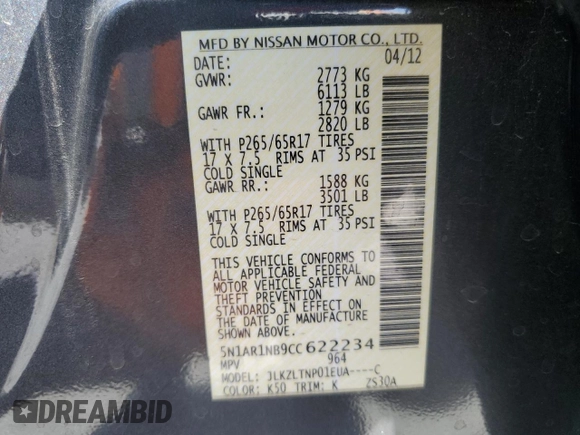 MFD BY NISSAN MOTOR CO., LTD.
DATE: 04/12
GVWR: 2773 KG
6113 LB
GAWR FR.: 1279 KG
2820 LB
WITH P265/65R17 TIRES
17 X 7.5 RIMS AT 35 PSI
COLD SINGLE
GAWR RR.: 1588 KG
3501 LB
WITH P265/65R17 TIRES
17 X 7.5 RIMS AT 35 PSI
COLD SINGLE
THIS VEHICLE CONFORMS TO
ALL APPLICABLE FEDERAL
MOTOR VEHICLE SAFETY AND
THEFT PREVENTION
STANDARDS IN EFFECT ON
THE DATE OF MANUFACTURE
SHOWN ABOVE.
5N1AR1NB9CC622234
MPV 964
MODEL: JLKZLTNP01EUA----C
COLOR: K50 TRIM: K ZS30A
DREAMBID